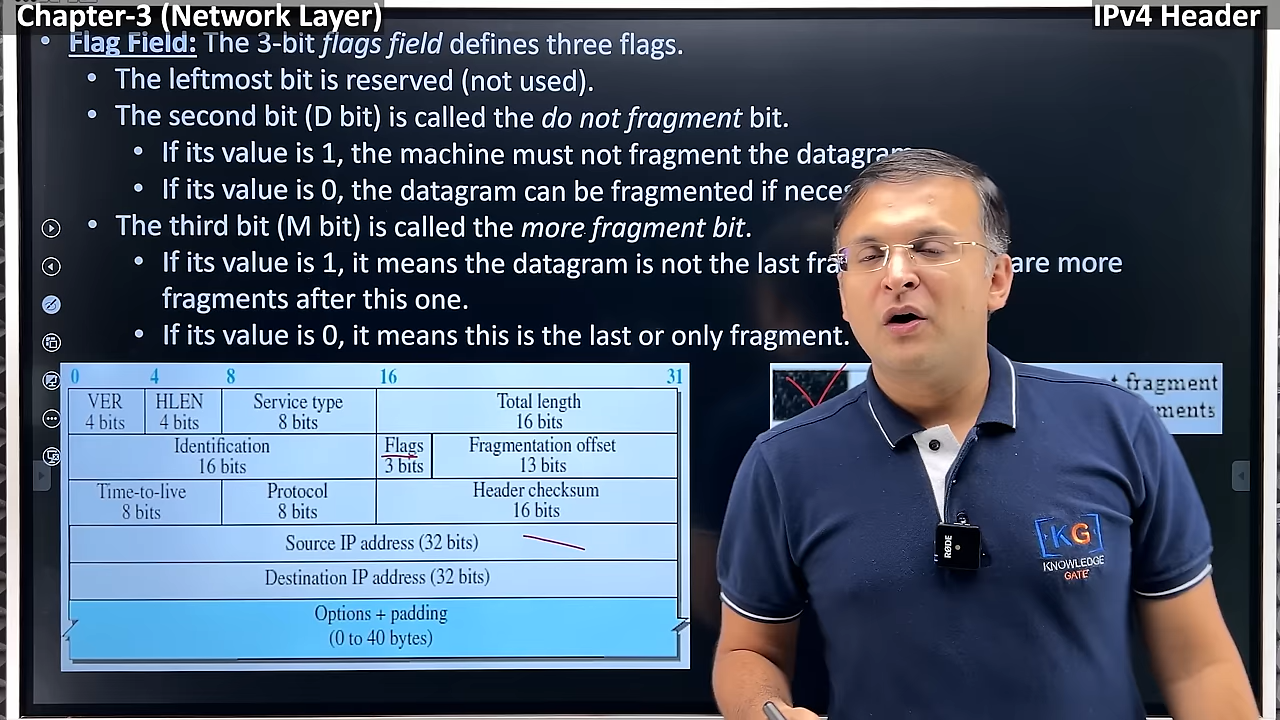 Chapter-3 (Network Layer)
IPv4 Header
• Flag Field: The 3-bit flags field defines three flags.
• The leftmost bit is reserved (not used).
• The second bit (D bit) is called the do not fragment bit.
• If its value is 1, the machine must not fragment the datagram
• If its value is 0, the datagram can be fragmented if neces
• The third bit (M bit) is called the more fragment bit.
• If its value is 1, it means the datagram is not the last fra are more
fragments after this one.
• If its value is 0, it means this is the last or only fragment.
0 4 8 16 31
VER HLEN Service type Total length
4 bits 4 bits 8 bits 16 bits
Identification Flags Fragmentation offset
16 bits 3 bits 13 bits
Time-to-live Protocol Header checksum
8 bits 8 bits 16 bits
Source IP address (32 bits)
Destination IP address (32 bits)
Options + padding
(0 to 40 bytes)
t fragment
ments
RØDE
KG
KNOWLEDGE
GATE